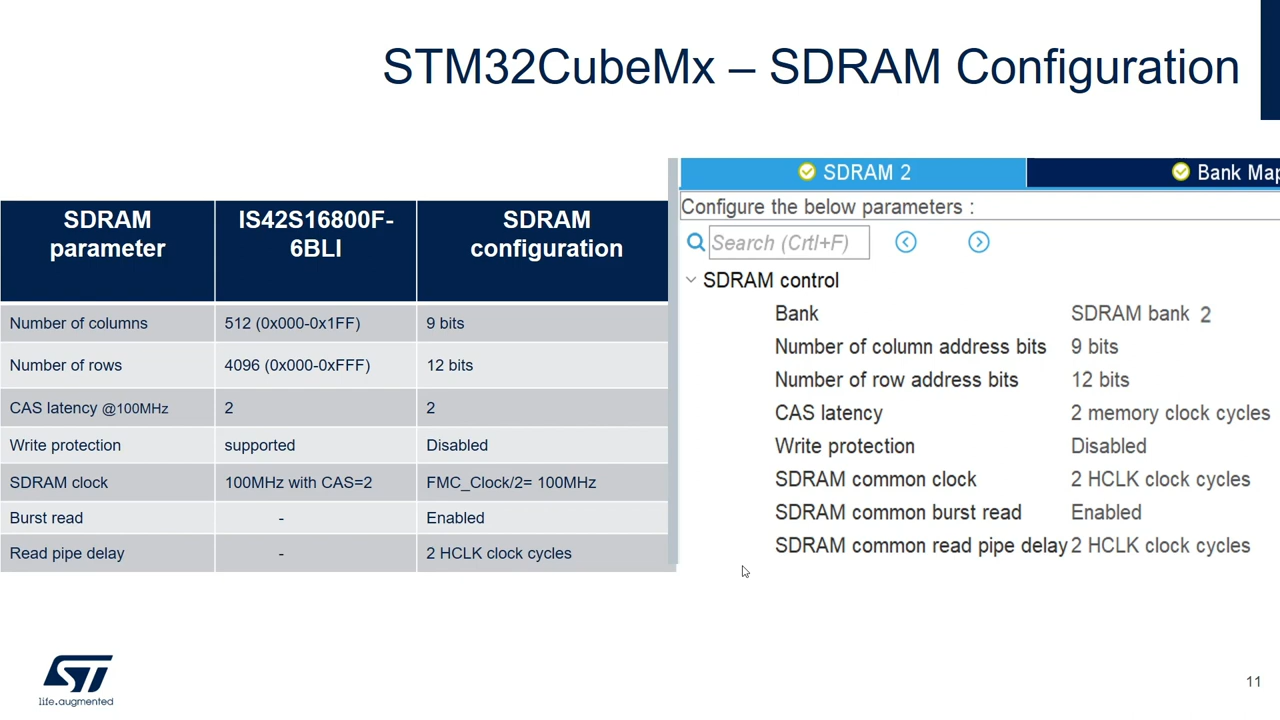 STM32CubeMx – SDRAM Configuration
SDRAM parameter IS42S16800F-6BLI SDRAM configuration
Number of columns 512 (0x000-0x1FF) 9 bits
Number of rows 4096 (0x000-0xFFF) 12 bits
CAS latency @100MHz 2 2
Write protection supported Disabled
SDRAM clock 100MHz with CAS=2 FMC_Clock/2= 100MHz
Burst read - Enabled
Read pipe delay - 2 HCLK clock cycles
SDRAM 2 Bank Map
Configure the below parameters :
Search (Crtl+F)
SDRAM control
Bank SDRAM bank 2
Number of column address bits 9 bits
Number of row address bits 12 bits
CAS latency 2 memory clock cycles
Write protection Disabled
SDRAM common clock 2 HCLK clock cycles
SDRAM common burst read Enabled
SDRAM common read pipe delay 2 HCLK clock cycles
ST
life.augmented
11